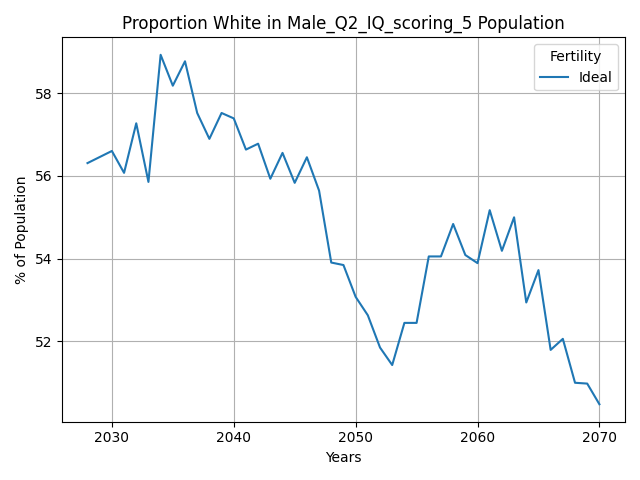 Proportion White in Male_Q2_IQ_scoring_5 Population
Fertility
Ideal
58
56
54
52
% of Population
2030 2040 2050 2060 2070
Years